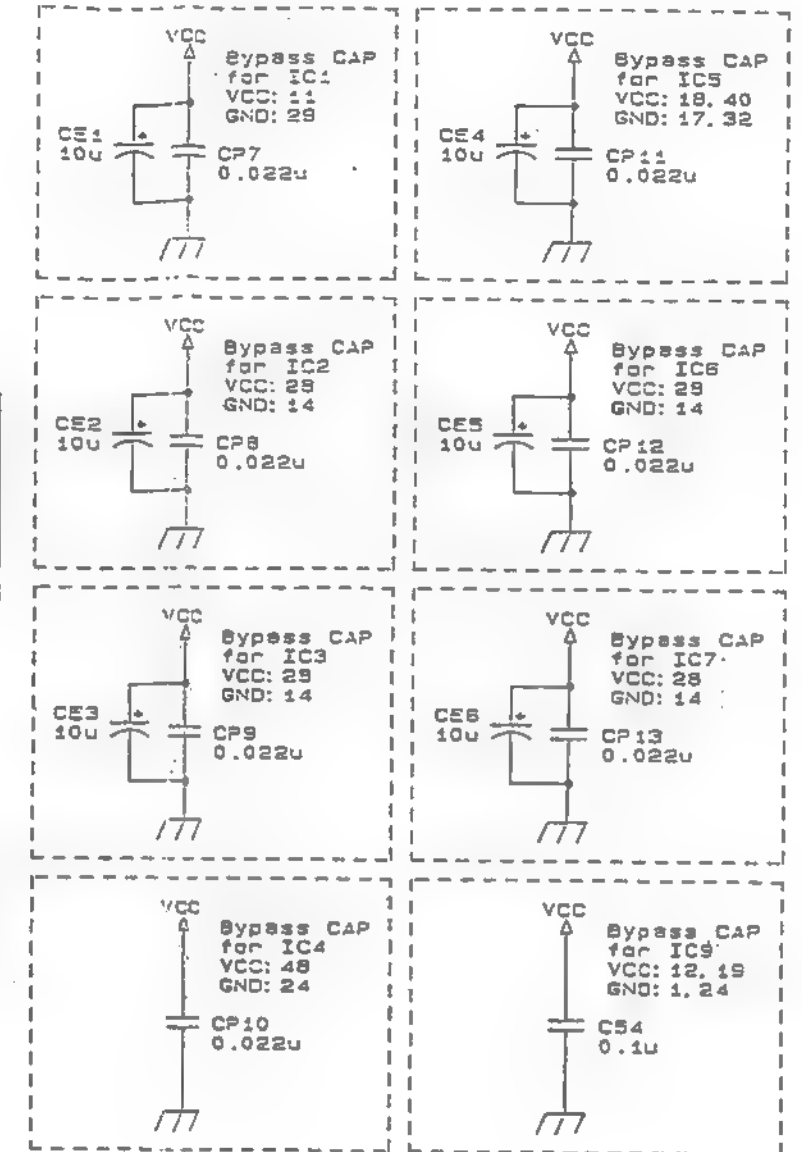 VCC
Bypass CAP
for IC1
VCC: 11
GND:
CE1
10u
+
CP7
0.022u
VCC
Bypass CAP
for IC5
VCC: 18, 40
GND: 17, 32
CE4
10u
+
CP11
0.022u
VCC
Bypass CAP
for IC2
VCC:
GND: 14
CE2
10u
+
CP8
0.022u
VCC
Bypass CAP
for IC6
VCC:
GND: 14
CE5
10u
+
CP12
0.022u
VCC
Bypass CAP
for IC3
VCC:
GND: 14
CE3
10u
+
CP9
0.022u
VCC
Bypass CAP
for IC7
VCC: 28
GND: 14
CE6
10u
+
CP13
0.022u
VCC
Bypass CAP
for IC4
VCC: 48
GND: 24
CP10
0.022u
VCC
Bypass CAP
for IC9
VCC: 12, 19
GND: 1, 24
C54
0.1u